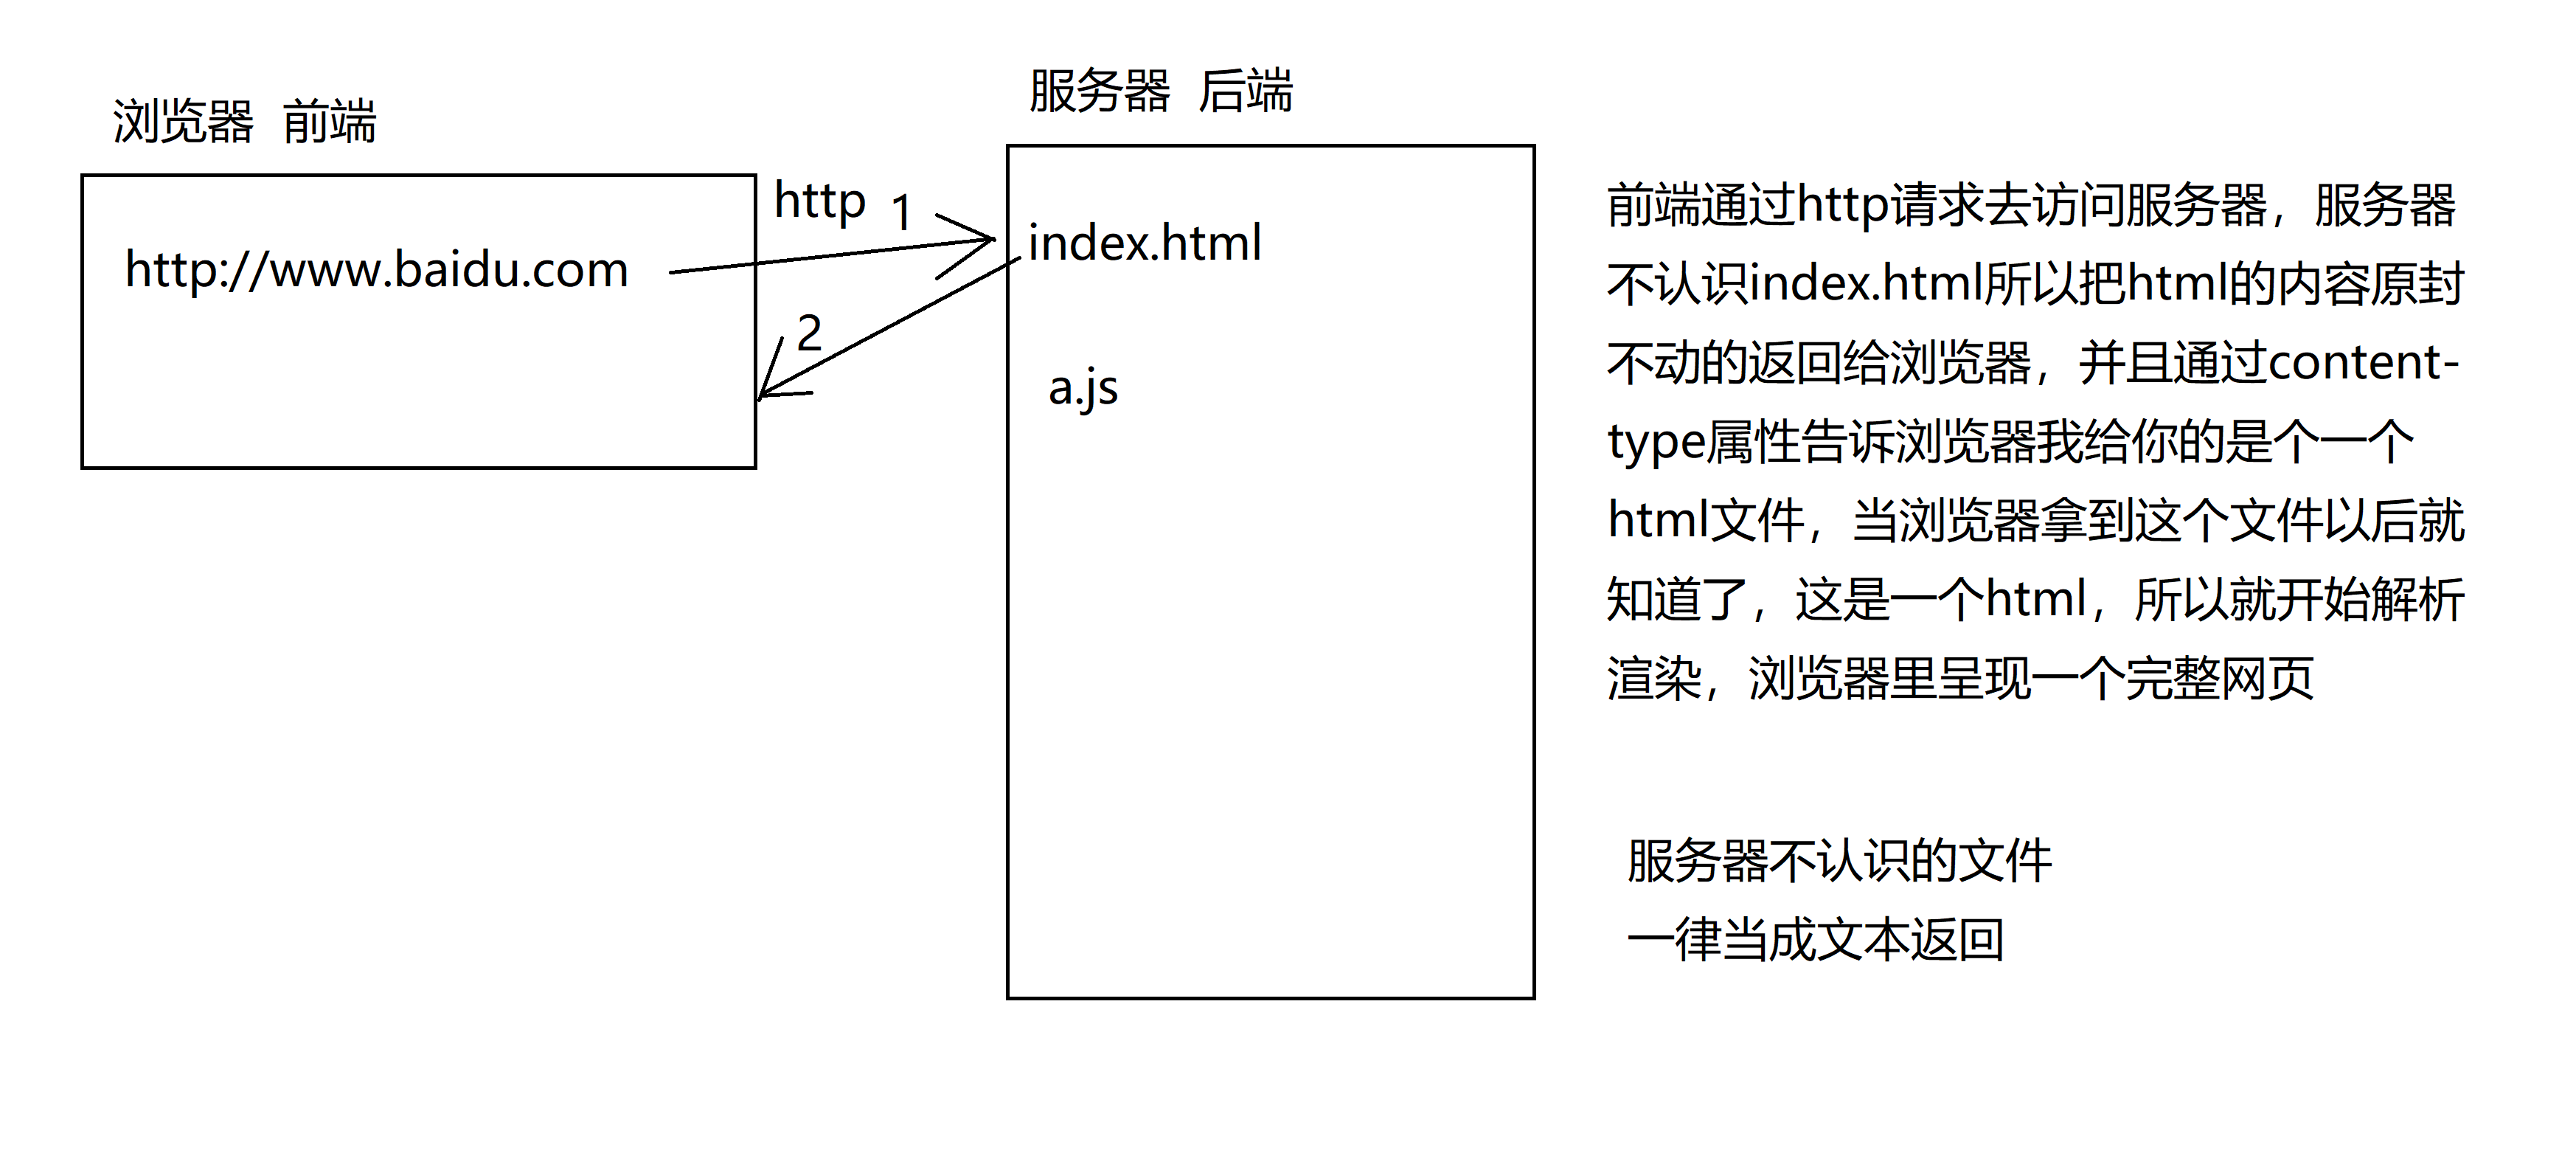 浏览器 前端
服务器 后端
http 1
http://www.baidu.com
index.html
2
a.js
前端通过http请求去访问服务器，服务器
不认识index.html所以把html的内容原封
不动的返回给浏览器，并且通过content-
type属性告诉浏览器我给你的是个一个
html文件，当浏览器拿到这个文件以后就
知道了，这是一个html，所以就开始解析
渲染，浏览器里呈现一个完整网页
服务器不认识的文件
一律当成文本返回